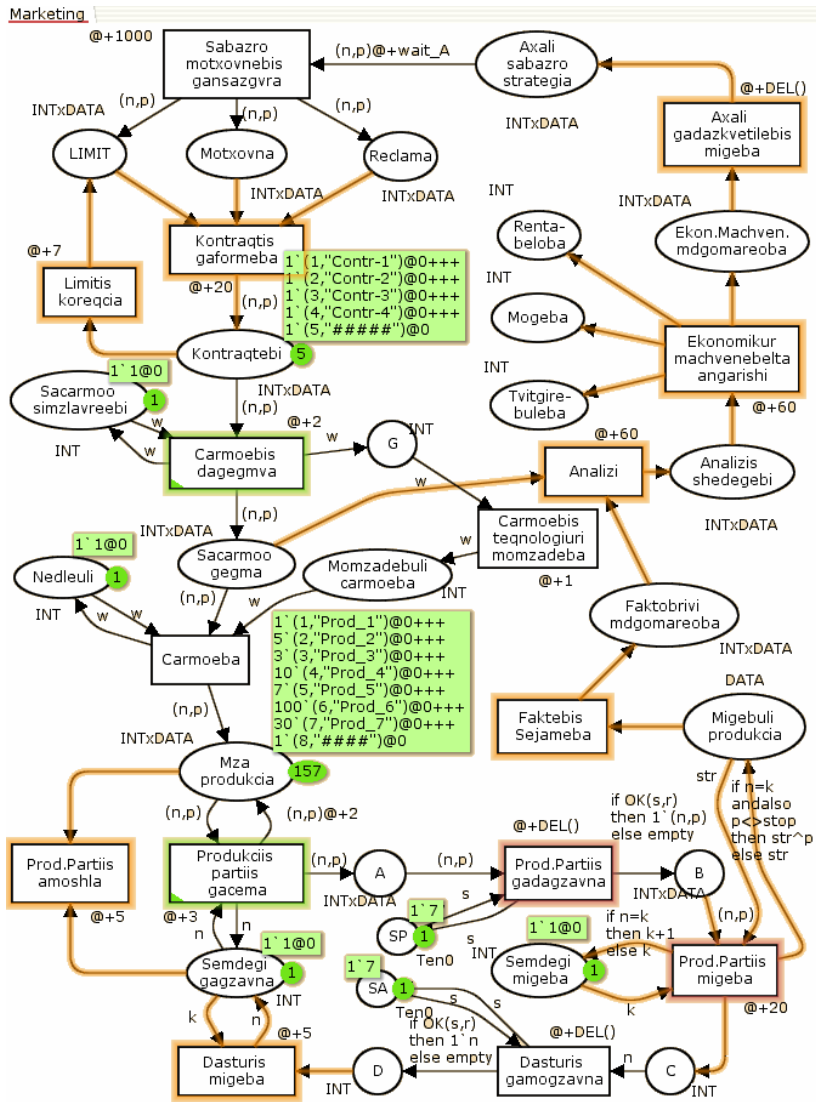 Marketing
@+1000
Sabazro
motxovnebis
gansazgvra
(n,p)@+wait_A
Axali
sabazro
strategia
INTxDATA
@+DEL()
Axali
gadazkvetilebis
migeba
INTxDATA
(n,p)
(n,p)
(n,p)
LIMIT
Motxovna
Reclama
INTxDATA
INTxDATA
INTxDATA
Kontraqtis
gaformeba
@+20
@+7
Limitis
koreqcia
(n,p)
1`(1,"Contr-1")@0+++
1`(2,"Contr-2")@0+++
1`(3,"Contr-3")@0+++
1`(4,"Contr-4")@0+++
1`(5,"#####")@0
Kontraqtebi
5
INTxDATA
INT
Renta-
beloba
Ekon.Machven.
mdgomareoba
INT
Mogeba
Ekonomikur
machvenebelta
angarishi
@+60
INT
Tvitgire-
buleba
1`1@0
Sacarmoo
simzlavreebi
1
w
w
INT
(n,p)
@+2
Carmoebis
dagegmva
w
G
INT
@+60
Analizi
Analizis
shedegebi
INTxDATA
w
(n,p)
INTxDATA
Sacarmoo
gegma
Carmoebis
teqnologiuri
momzadeba
@+1
w
w
Momzadebuli
carmoeba
INT
1`1@0
Nedleuli
1
INT
w
w
(n,p)
w
Carmoeba
Faktobrivi
mdgomareoba
INTxDATA
1`(1,"Prod_1")@0+++
5`(2,"Prod_2")@0+++
3`(3,"Prod_3")@0+++
10`(4,"Prod_4")@0+++
7`(5,"Prod_5")@0+++
100`(6,"Prod_6")@0+++
30`(7,"Prod_7")@0+++
1`(8,"####")@0
Faktebis
Sejameba
DATA
Migebuli
produkcia
(n,p)
INTxDATA
Mza
produkcia
157
str
if n=k
andalso
p<>stop
then str^p
else str
(n,p)
(n,p)@+2
if OK(s,r)
then 1`(n,p)
else empty
@+DEL()
Prod.Partiis
amoshla
@+5
Produkciis
partiis
gacema
@+3
(n,p)
A
INTxDATA
(n,p)
Prod.Partiis
gadagzavna
B
INTxDATA
(n,p)
s
s
1`7
SP
1
Ten0
n
n
1`1@0
Semdegi
gagzavna
1
INT
INT
1`1@0
Semdegi
migeba
1
if n=k
then k+1
else k
k
Prod.Partiis
migeba
@+20
1`7
SA
1
Ten0
s
s
k
n
@+5
Dasturis
migeba
INT
D
if OK(s,r)
then 1`n
else empty
@+DEL()
Dasturis
gamogzavna
n
C
INT